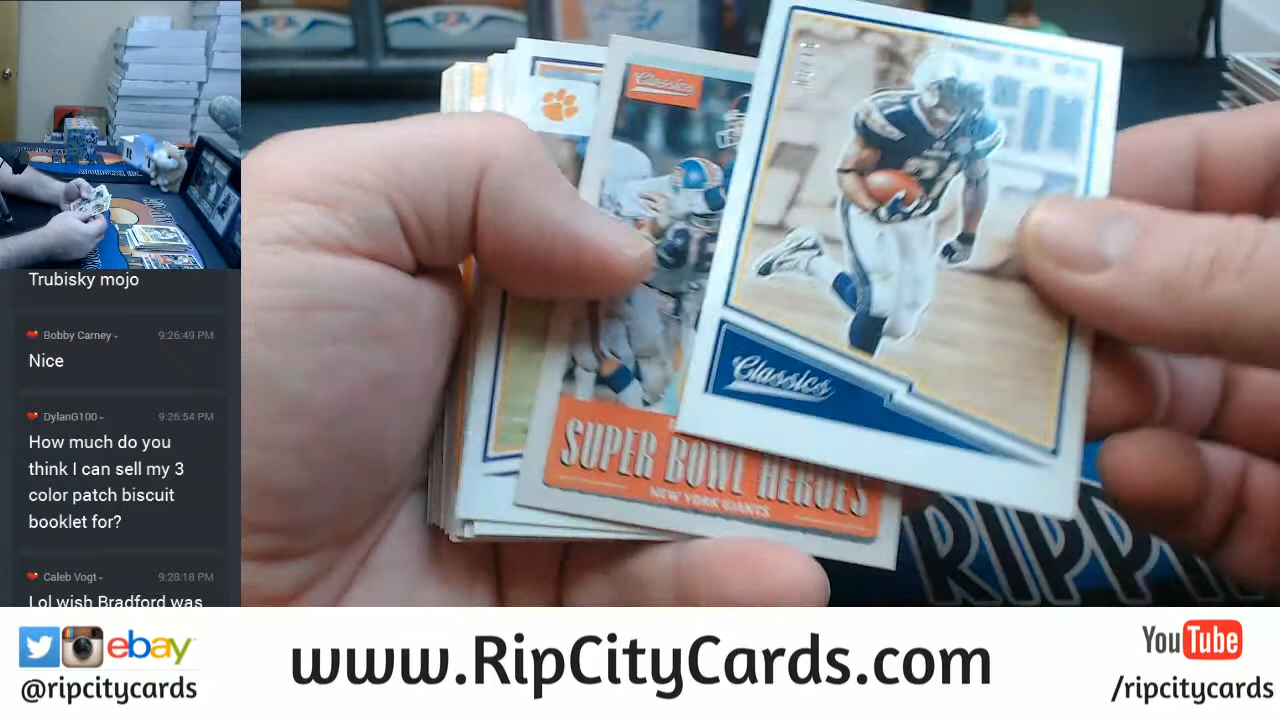 Trubisky mojo
Bobby Carney 9:26:49 PM
Nice
DylanG100 9:26:54 PM
How much do you
think I can sell my 3
color patch biscuit
booklet for?
Caleb Vogt 9:28:18 PM
Lol wish Bradford was
Classics
Classics
SUPER BOWL HEROES
NEW YORK GIANTS
RIPPI
ebay
@ripcitycards
www.RipCityCards.com
YouTube
/ripcitycards